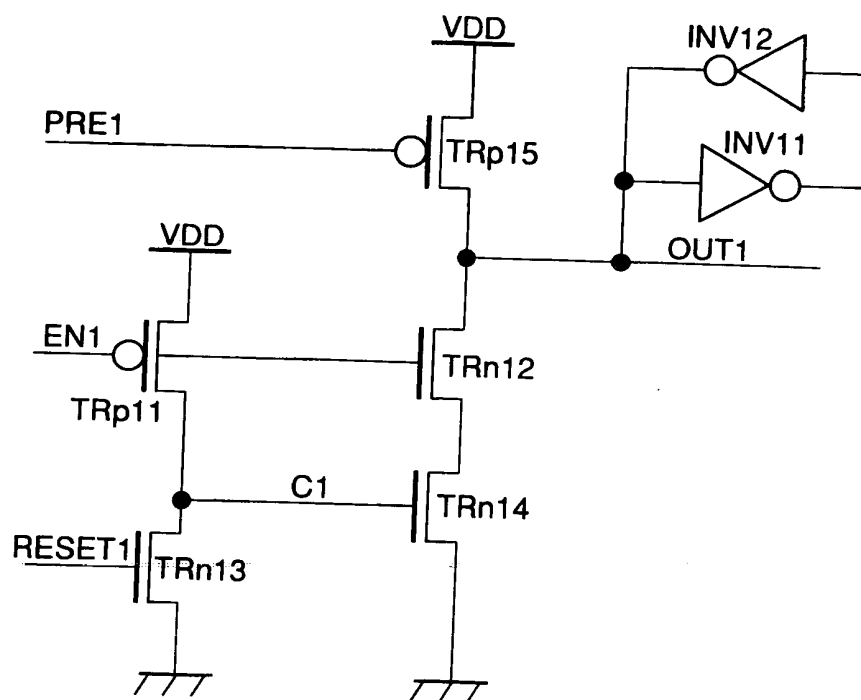 VDD
INV12
PRE1
TRp15
INV11
VDD
OUT1
EN1
TRn12
TRp11
C1
TRn14
RESET1
TRn13